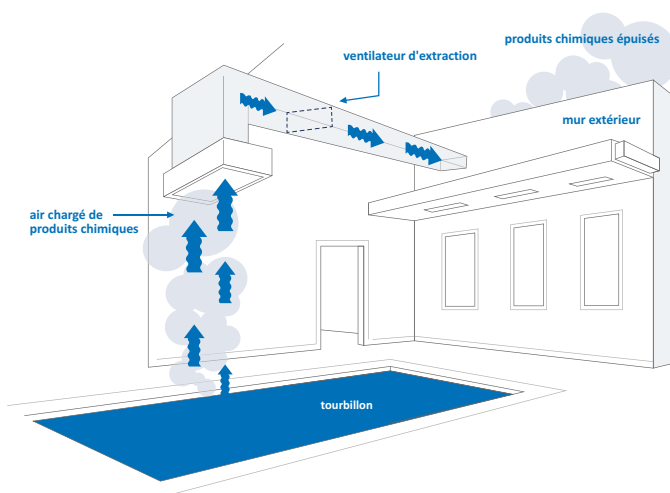 produits chimiques épuisés
ventilateur d'extraction
mur extérieur
air chargé de
produits chimiques
tourbillon